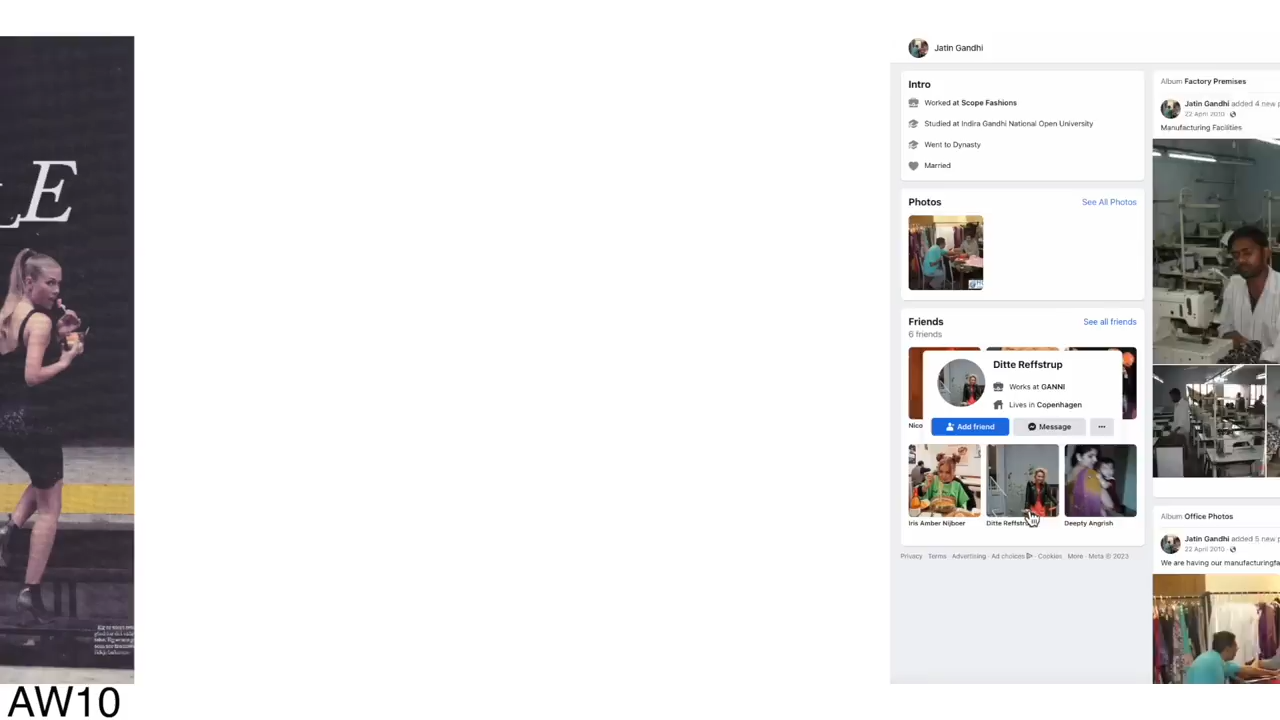 LE
AW10
Jatin Gandhi
Intro
Worked at Scope Fashions
Studied at Indira Gandhi National Open University
Went to Dynasty
Married
Photos
See All Photos
Friends
See all friends
6 friends
Ditte Reffstrup
Works at GANNI
Lives in Copenhagen
Nico
Add friend
Message
Iris Amber Nijboer
Ditte Reffstru
Deepty Angrish
Privacy · Terms · Advertising · Ad choices · Cookies · More · Meta © 2023
Album Factory Premises
Jatin Gandhi added 4 new p
22 April 2010 ·
Manufacturing Facilities
Album Office Photos
Jatin Gandhi added 5 new p
22 April 2010 ·
We are having our manufacturingfa